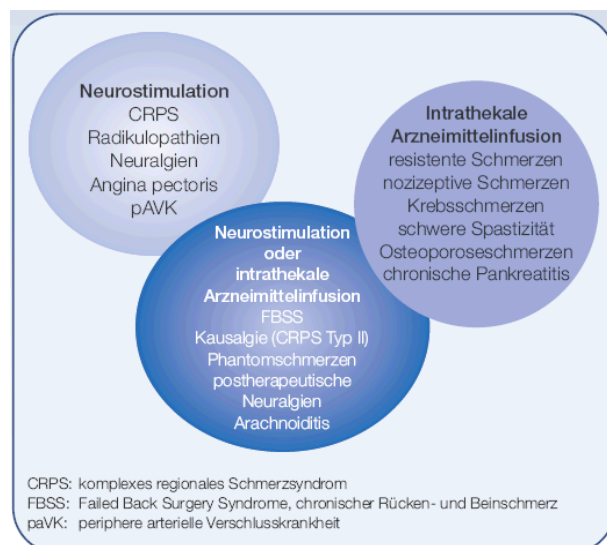 Neurostimulation
CRPS
Radikulopathien
Neuralgien
Angina pectoris
pAVK
Intrathekale
Arzneimittelinfusion
resistente Schmerzen
nozizeptive Schmerzen
Krebsschmerzen
schwere Spastizität
Osteoporoseschmerzen
chronische Pankreatitis
Neurostimulation
oder
intrathekale
Arzneimittelinfusion
FBSS
Kausalgie (CRPS Typ II)
Phantomschmerzen
postherapeutische
Neuralgien
Arachnoiditis
CRPS: komplexes regionales Schmerzsyndrom
FBSS: Failed Back Surgery Syndrome, chronischer Rücken- und Beinschmerz
paVK: periphere arterielle Verschlusskrankheit